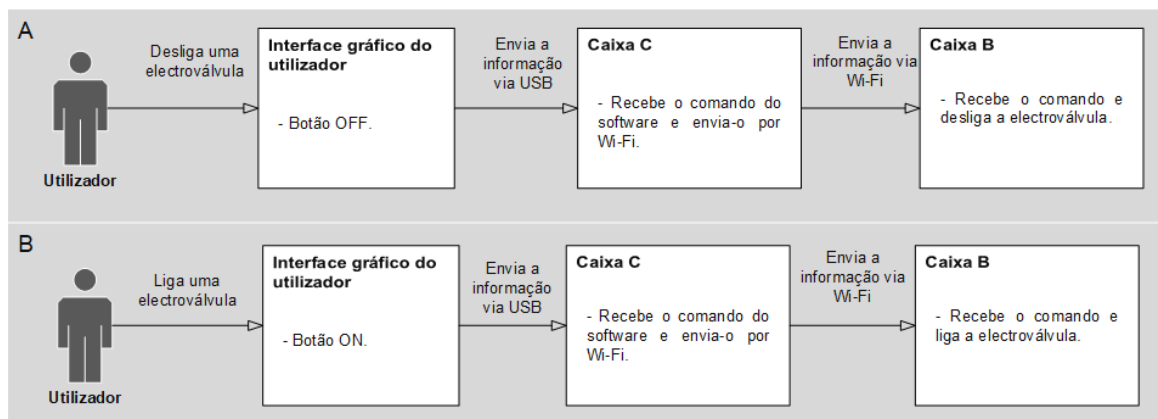 A
Desliga uma
electroválvula
Utilizador
Interface gráfico do
utilizador
- Botão OFF.
Envia a
informação
via USB
Caixa C
- Recebe o comando do
software e envia-o por
Wi-Fi.
Envia a
informação via
Wi-Fi
Caixa B
- Recebe o comando e
desliga a electroválvula.
B
Liga uma
electroválvula
Utilizador
Interface gráfico do
utilizador
- Botão ON.
Envia a
informação
via USB
Caixa C
- Recebe o comando do
software e envia-o por
Wi-Fi.
Envia a
informação via
Wi-Fi
Caixa B
- Recebe o comando e
liga a electroválvula.